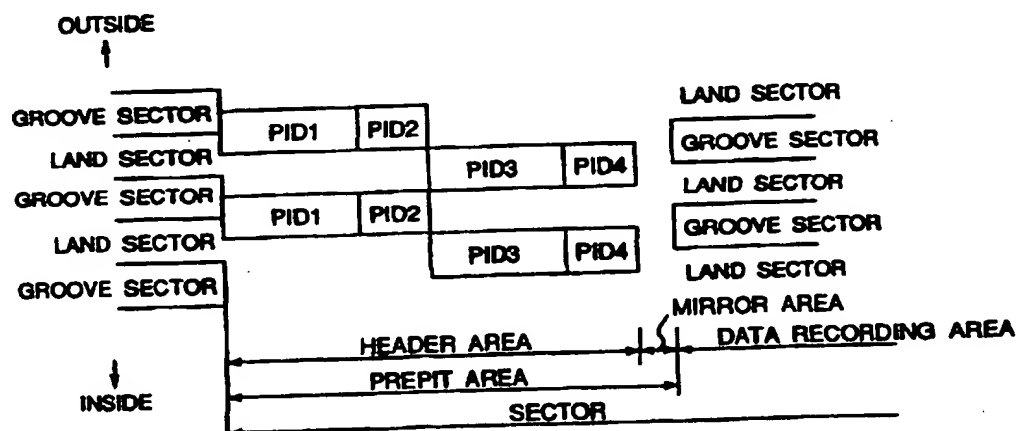 OUTSIDE
GROOVE SECTOR
LAND SECTOR
GROOVE SECTOR
LAND SECTOR
GROOVE SECTOR
INSIDE
PID1 PID2
PID3 PID4
PID1 PID2
PID3 PID4
LAND SECTOR
GROOVE SECTOR
LAND SECTOR
GROOVE SECTOR
LAND SECTOR
MIRROR AREA
HEADER AREA
DATA RECORDING AREA
PREPIT AREA
SECTOR